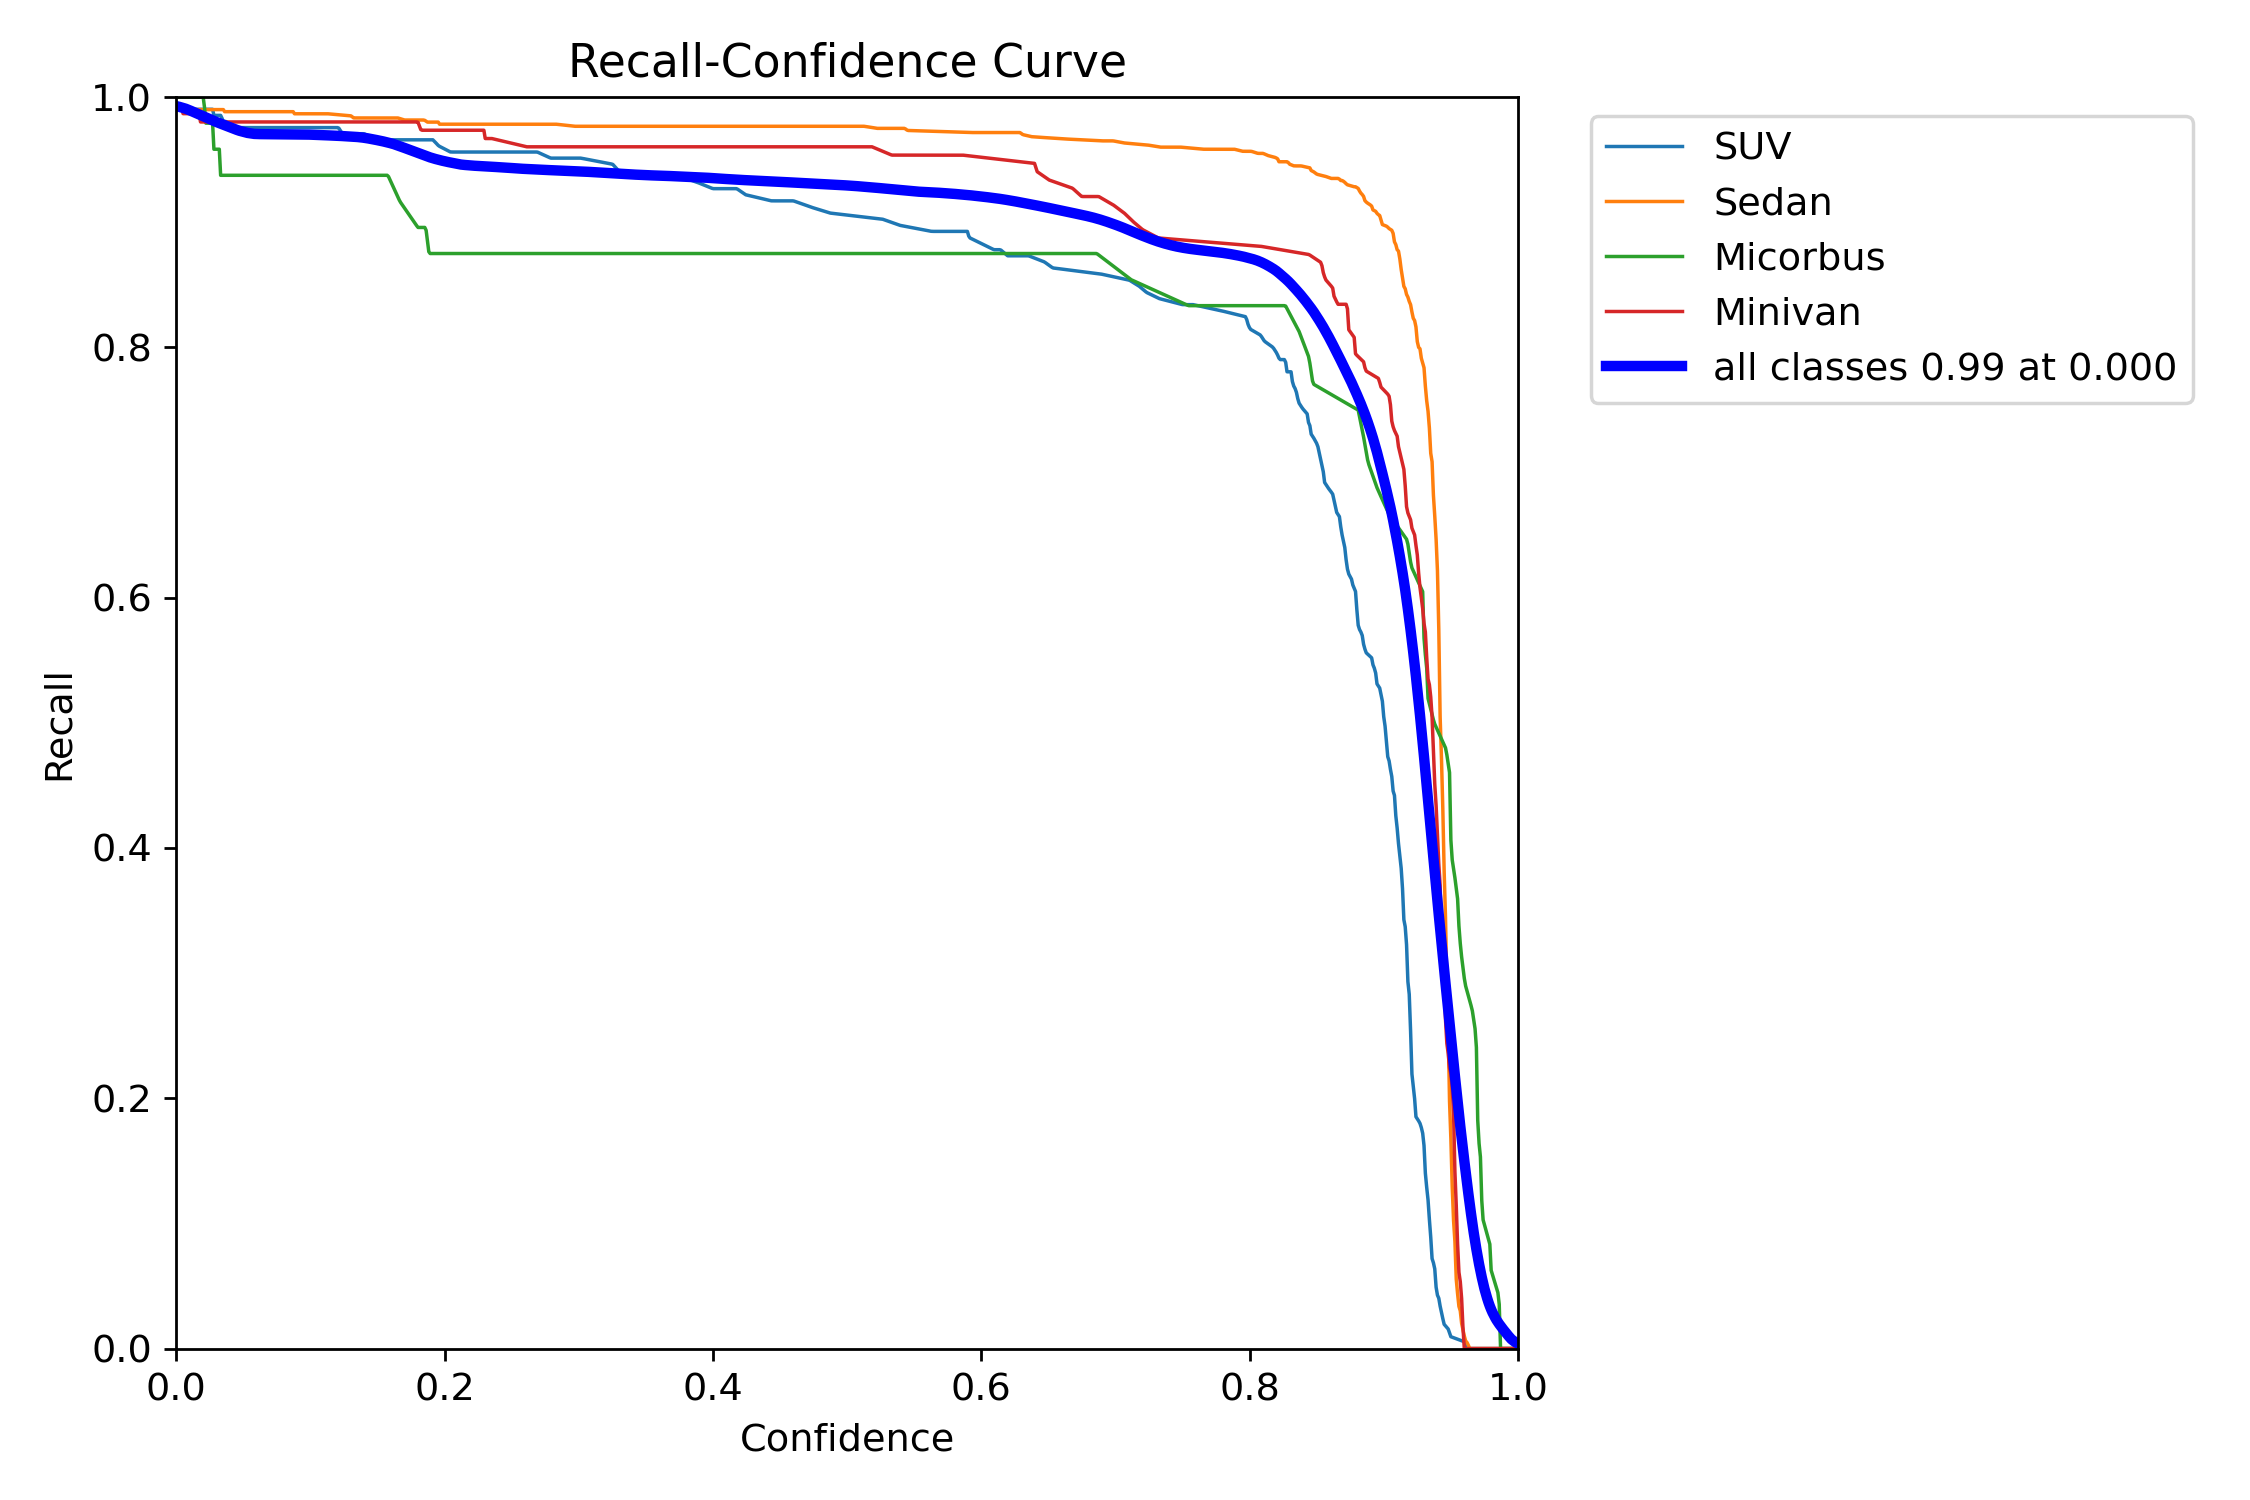 Recall-Confidence Curve
1.0
0.8
0.6
0.4
0.2
0.0
Recall
0.0 0.2 0.4 0.6 0.8 1.0
Confidence
SUV
Sedan
Micorbus
Minivan
all classes 0.99 at 0.000